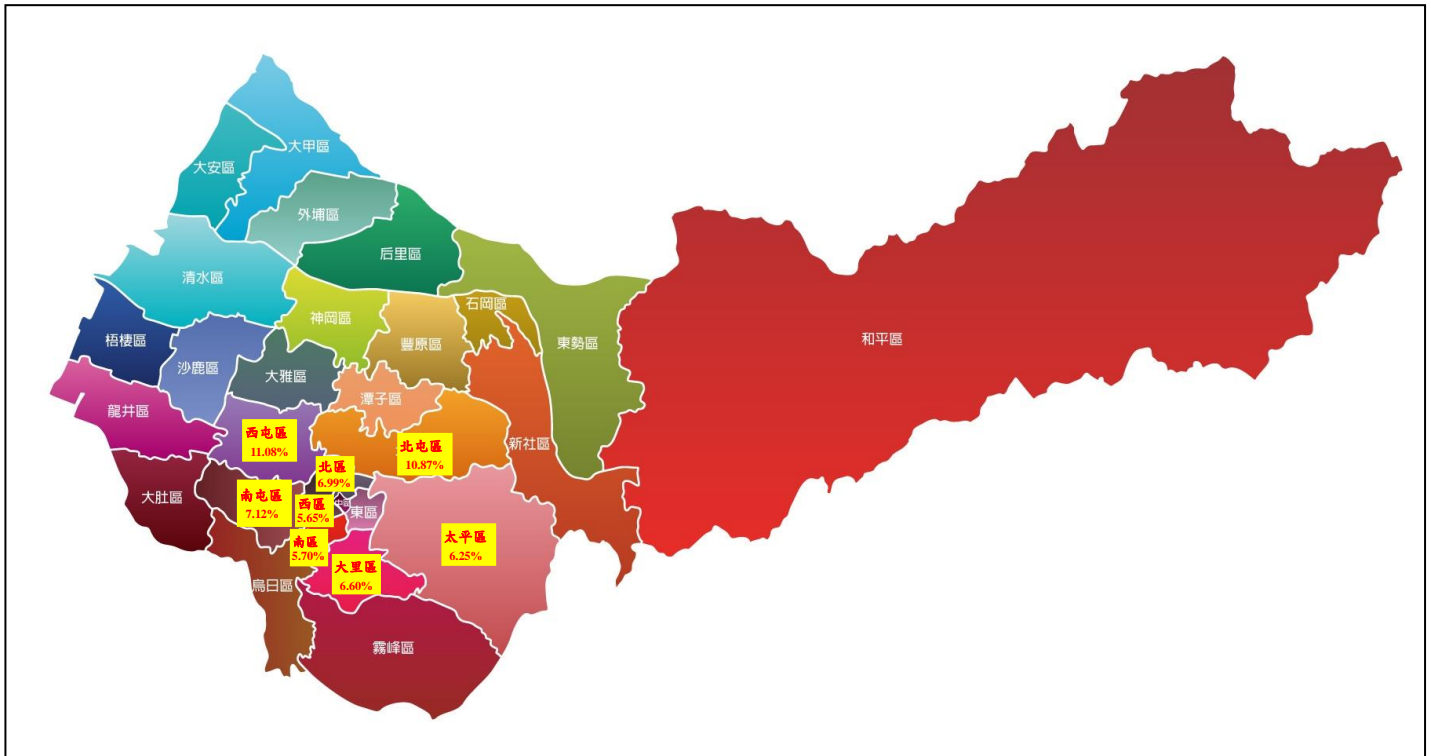 大甲區
大安區
外埔區
后里區
清水區
石岡區
神岡區
梧棲區
豐原區
東勢區
和平區
沙鹿區
大雅區
潭子區
龍井區
西屯區
11.08%
北屯區
10.87%
新社區
北區
6.99%
大肚區
南屯區
7.12%
西區
5.65%
中區
東區
南區
5.70%
太平區
6.25%
大里區
6.60%
烏日區
霧峰區